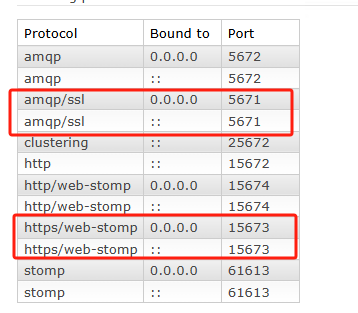 Protocol Bound to Port
amqp 0.0.0.0 5672
amqp :: 5672
amqp/ssl 0.0.0.0 5671
amqp/ssl :: 5671
clustering :: 25672
http :: 15672
http/web-stomp 0.0.0.0 15674
http/web-stomp :: 15674
https/web-stomp 0.0.0.0 15673
https/web-stomp :: 15673
stomp 0.0.0.0 61613
stomp :: 61613